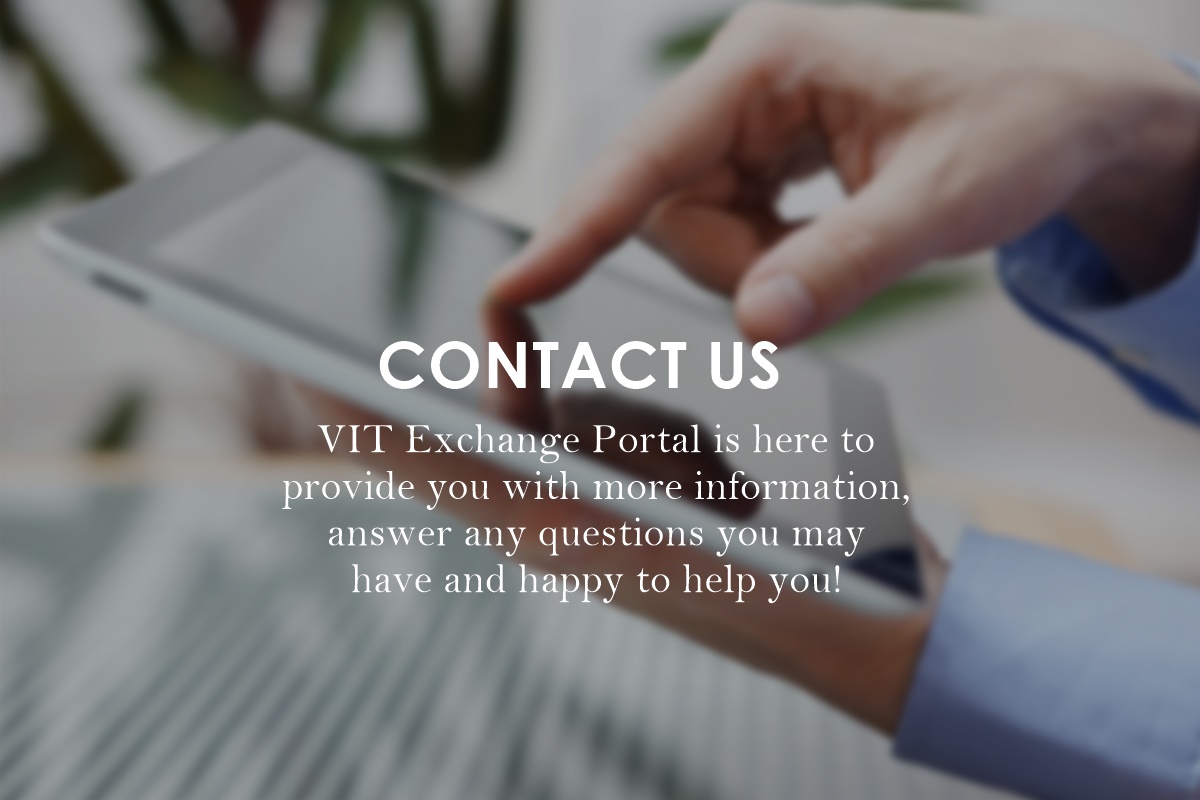 CONTACT US
VIT Exchange Portal is here to
provide you with more information,
answer any questions you may
have and happy to help you!